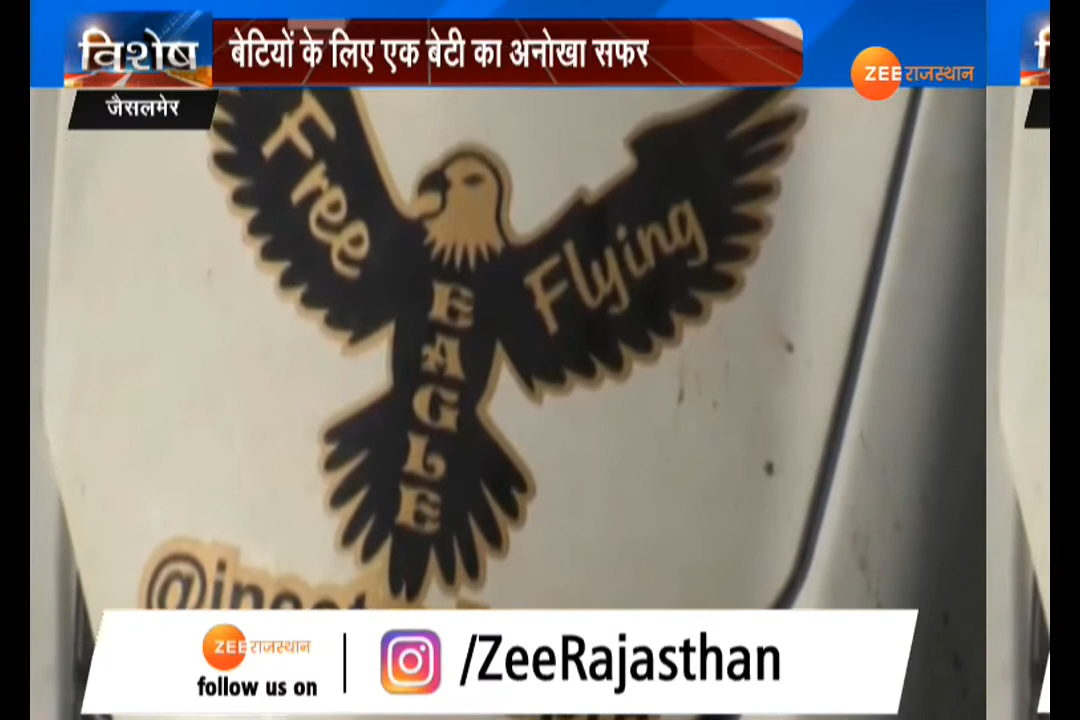 विशेष
बेटियों के लिए एक बेटी का अनोखा सफर
ZEE राजस्थान
जैसलमेर
Free
Flying
EAGLE
ZEE राजस्थान
follow us on
/ZeeRajasthan